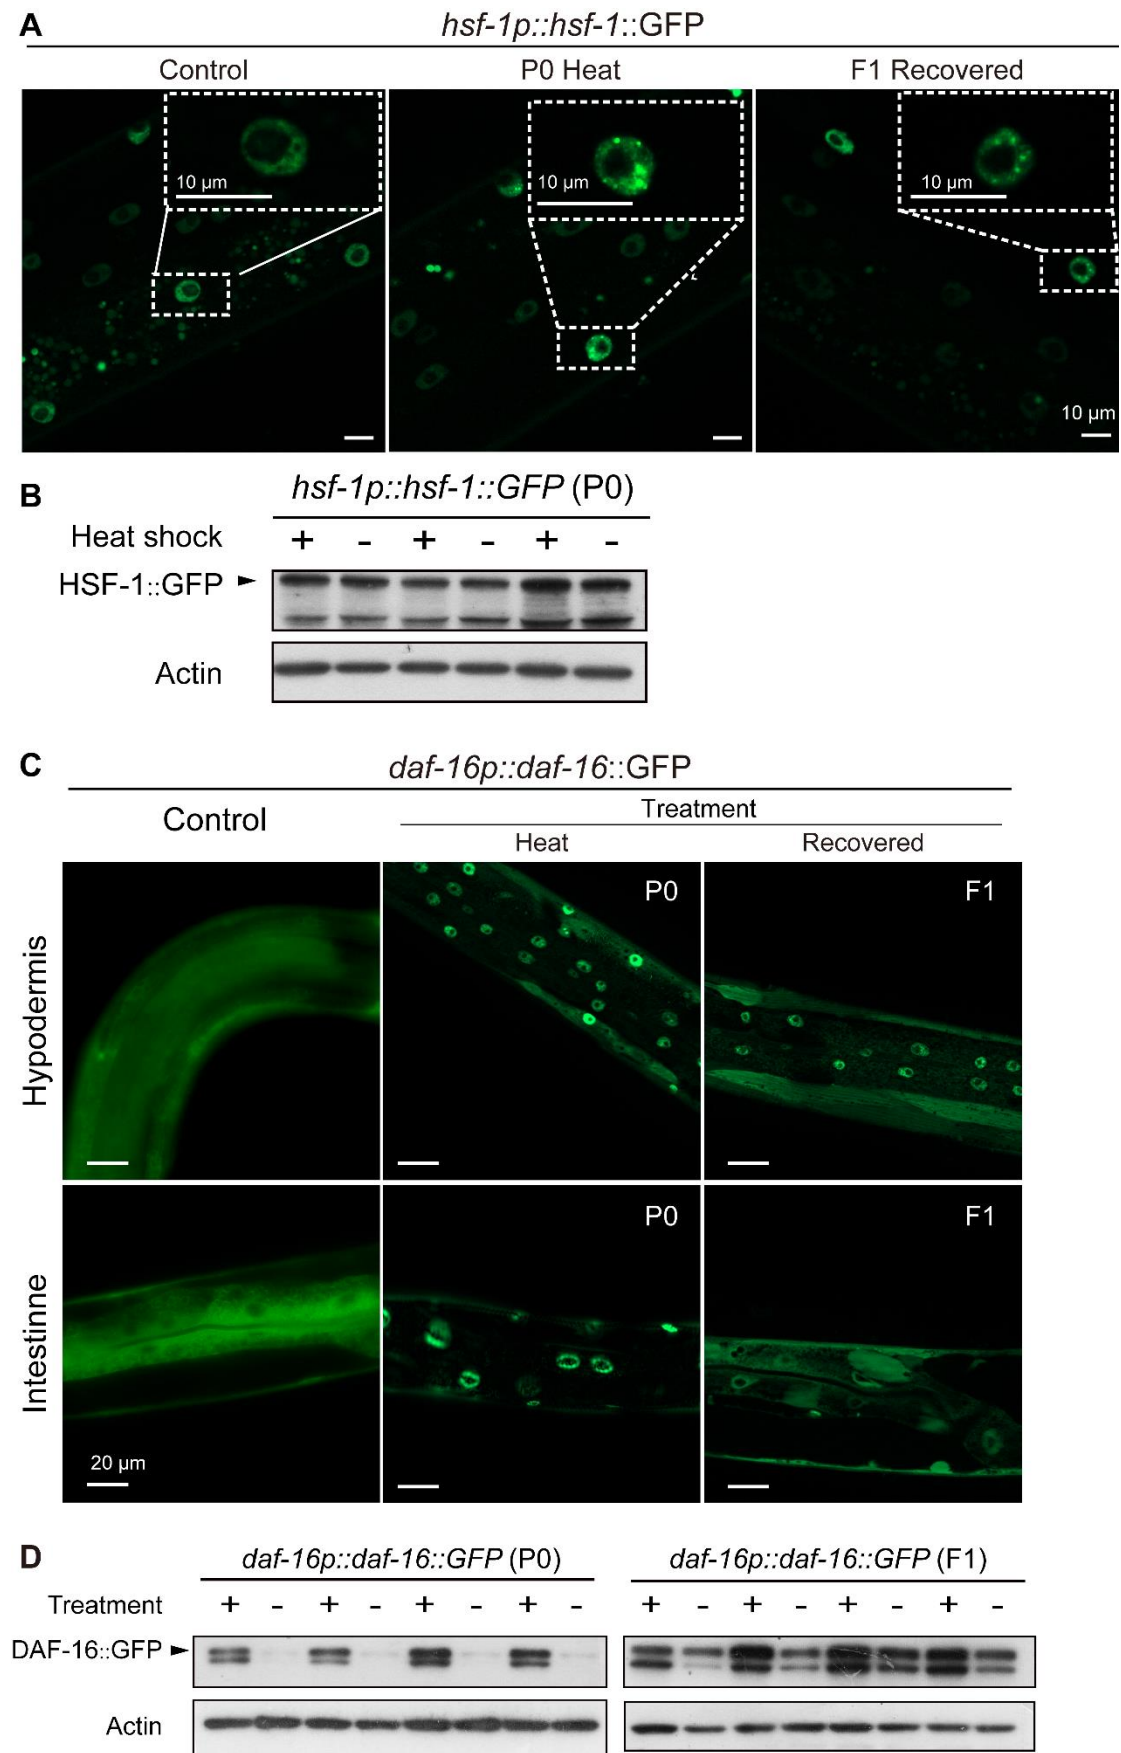 A
hsf-1p::hsf-1::GFP
Control
P0 Heat
F1 Recovered
10 µm
10 µm
10 µm
10 µm
B
hsf-1p::hsf-1::GFP (P0)
Heat shock + - + - + -
HSF-1::GFP
Actin
C
daf-16p::daf-16::GFP
Control
Treatment
Heat
Recovered
Hypodermis
P0
F1
Intestinne
P0
F1
20 µm
D
daf-16p::daf-16::GFP (P0)
daf-16p::daf-16::GFP (F1)
Treatment + - + - + - + - + - + - + - + -
DAF-16::GFP
Actin